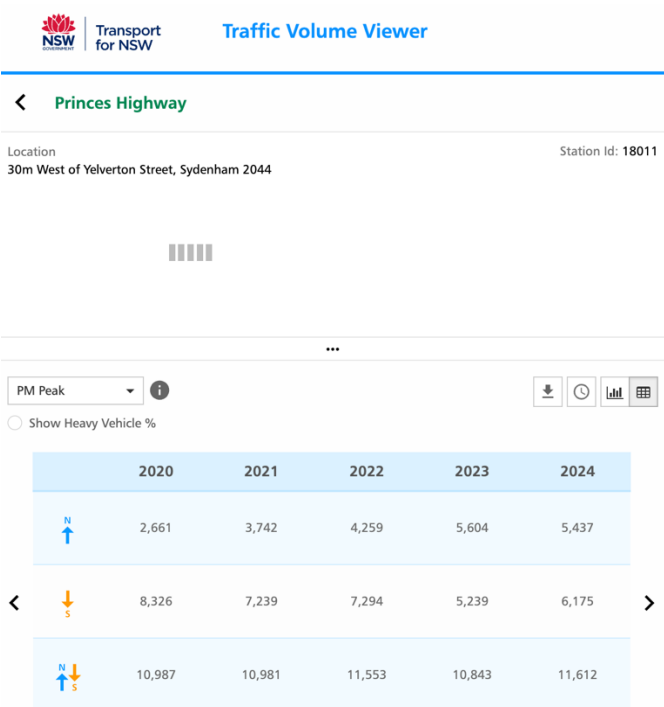 NSW
GOVERNMENT
Transport
for NSW
Traffic Volume Viewer
Princes Highway
Location
Station Id: 18011
30m West of Yelverton Street, Sydenham 2044
...
PM Peak
i
Show Heavy Vehicle %
2020 2021 2022 2023 2024
N
2,661 3,742 4,259 5,604 5,437
8,326 7,239 7,294 5,239 6,175
S
N
10,987 10,981 11,553 10,843 11,612
S